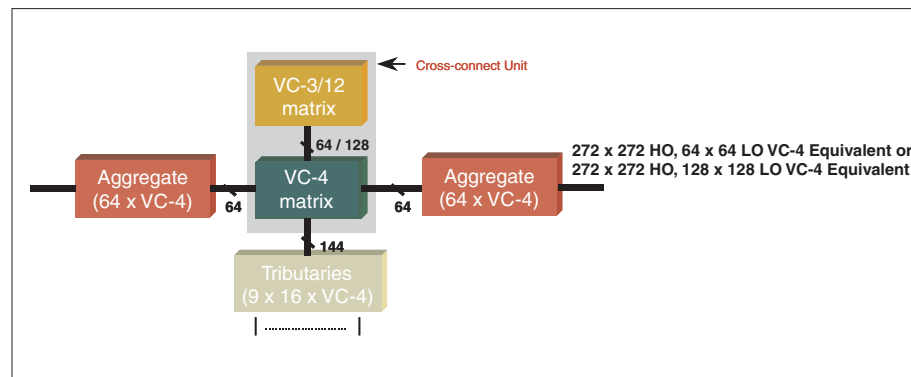 Cross-connect Unit
VC-3/12
matrix
64 / 128
272 x 272 HO, 64 x 64 LO VC-4 Equivalent or
272 x 272 HO, 128 x 128 LO VC-4 Equivalent
Aggregate
(64 x VC-4)
64
VC-4
matrix
64
Aggregate
(64 x VC-4)
144
Tributaries
(9 x 16 x VC-4)